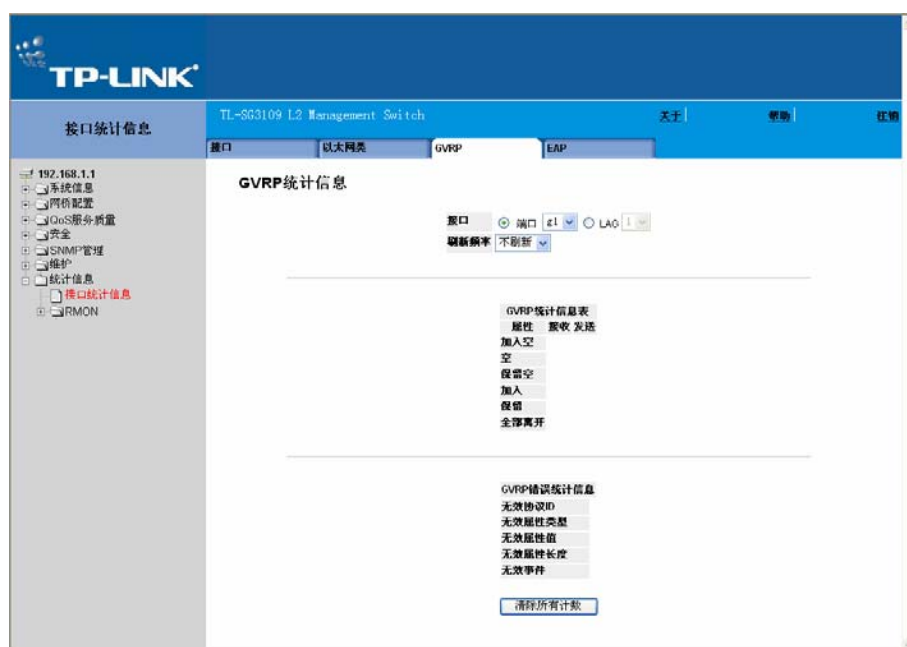 TP-LINK
接口统计信息
TL-SG3109 L2 Management Switch
关于 帮助 注销
接口 以太网类 GVRP EAP
192.168.1.1
系统信息
网桥配置
QoS服务质量
安全
SNMP管理
维护
统计信息
接口统计信息
RMON
GVRP统计信息
接口 端口 g1 LAG 1
刷新频率 不刷新
GVRP统计信息表
属性 接收 发送
加入空
空
保留空
加入
保留
全部离开
GVRP错误统计信息
无效协议ID
无效属性类型
无效属性值
无效属性长度
无效事件
清除所有计数